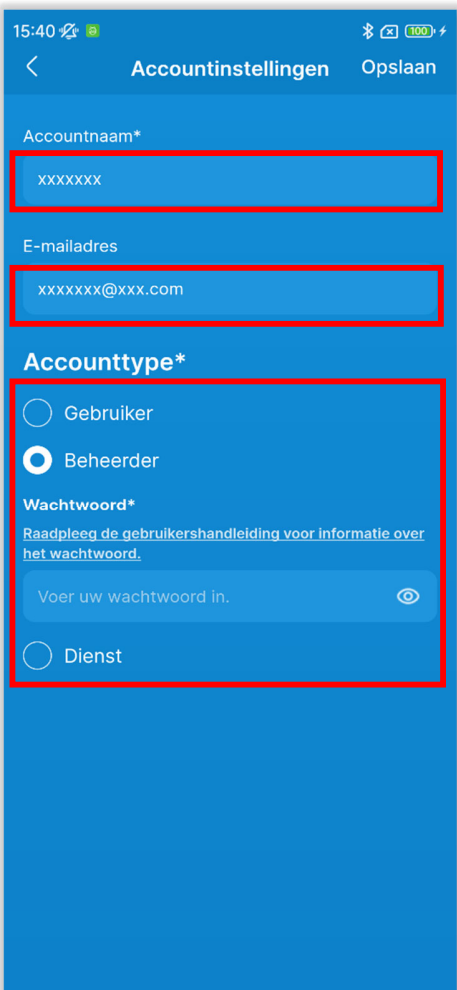 15:40
100
Accountinstellingen
Opslaan
Accountnaam*
xxxxxxx
E-mailadres
xxxxxxx@xxx.com
Accounttype*
Gebruiker
Beheerder
Wachtwoord*
Raadpleeg de gebruikershandleiding voor informatie over
het wachtwoord.
Voer uw wachtwoord in.
Dienst